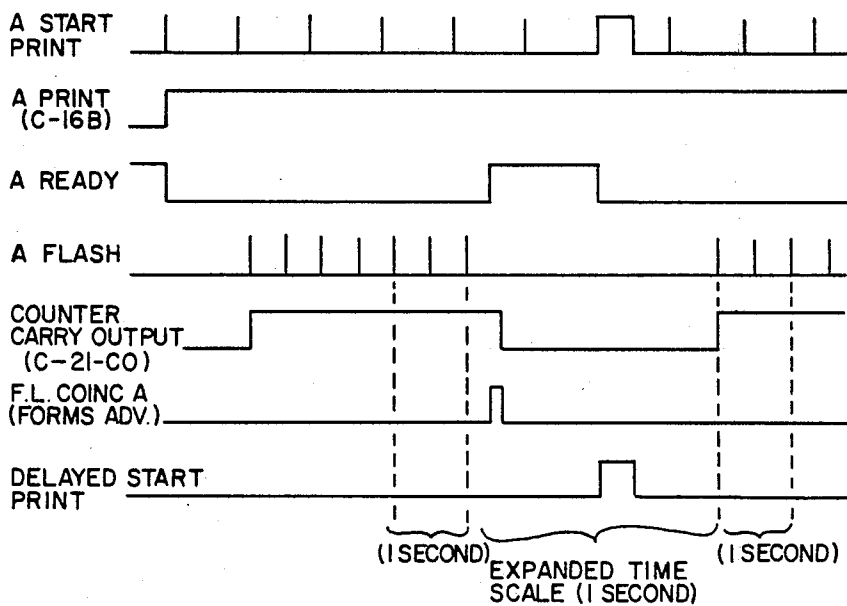 A START
PRINT
A PRINT
(C-16B)
A READY
A FLASH
COUNTER
CARRY OUTPUT
(C-21-CO)
F.L. COINC A
(FORMS ADV.)
DELAYED START
PRINT
(1 SECOND)
EXPANDED TIME
SCALE (1 SECOND)
(1 SECOND)